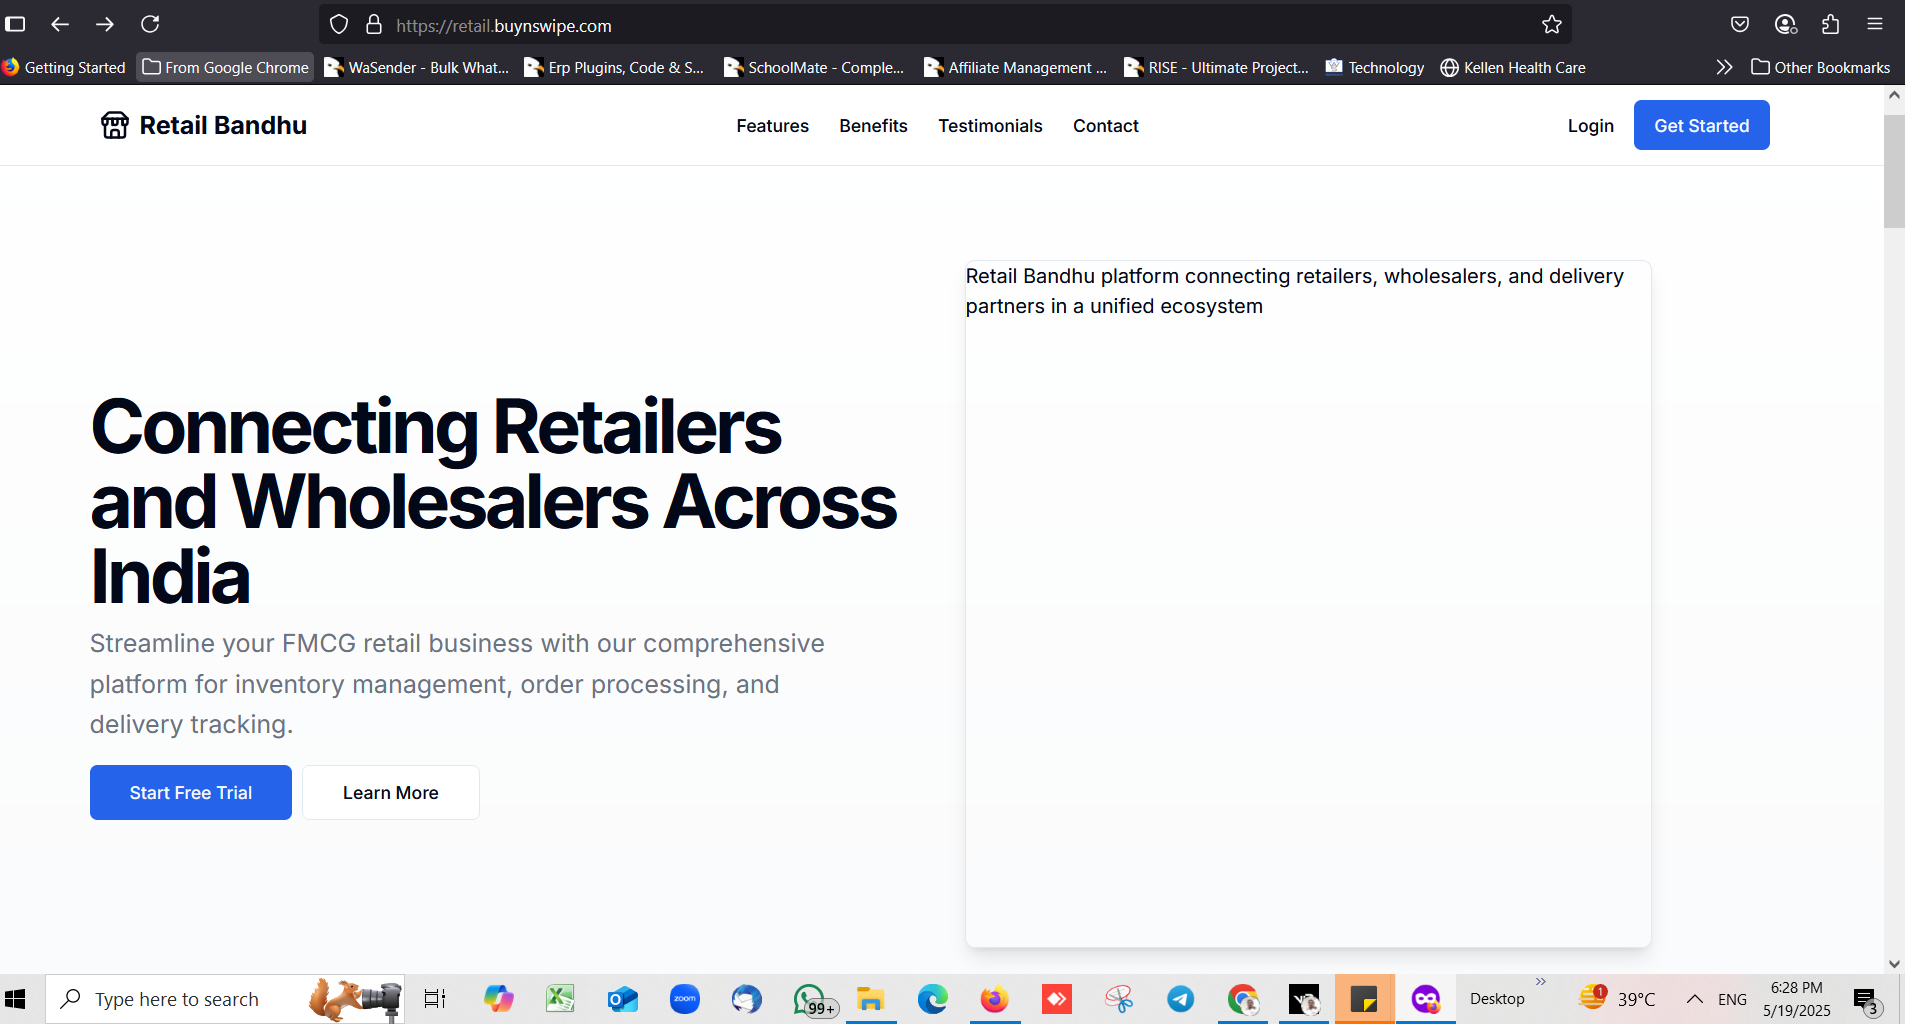 https://retail.buynswipe.com
Getting Started
From Google Chrome
WaSender - Bulk What...
Erp Plugins, Code & S...
SchoolMate - Comple...
Affiliate Management ...
RISE - Ultimate Project...
Technology
Kellen Health Care
Other Bookmarks
Retail Bandhu
Features
Benefits
Testimonials
Contact
Login
Get Started
Retail Bandhu platform connecting retailers, wholesalers, and delivery
partners in a unified ecosystem
Connecting Retailers
and Wholesalers Across
India
Streamline your FMCG retail business with our comprehensive
platform for inventory management, order processing, and
delivery tracking.
Start Free Trial
Learn More
Type here to search
zoom
99+
Desktop
1
39°C
ENG
6:28 PM
5/19/2025
3